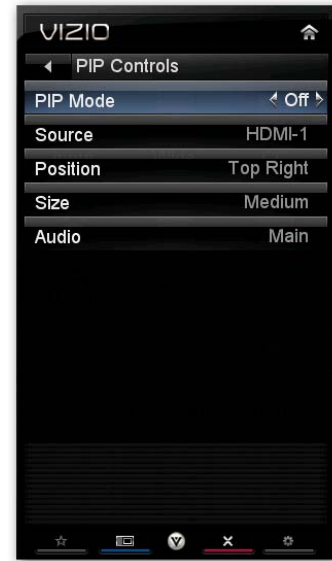 VIZIO
PIP Controls
PIP Mode Off
Source HDMI-1
Position Top Right
Size Medium
Audio Main
V